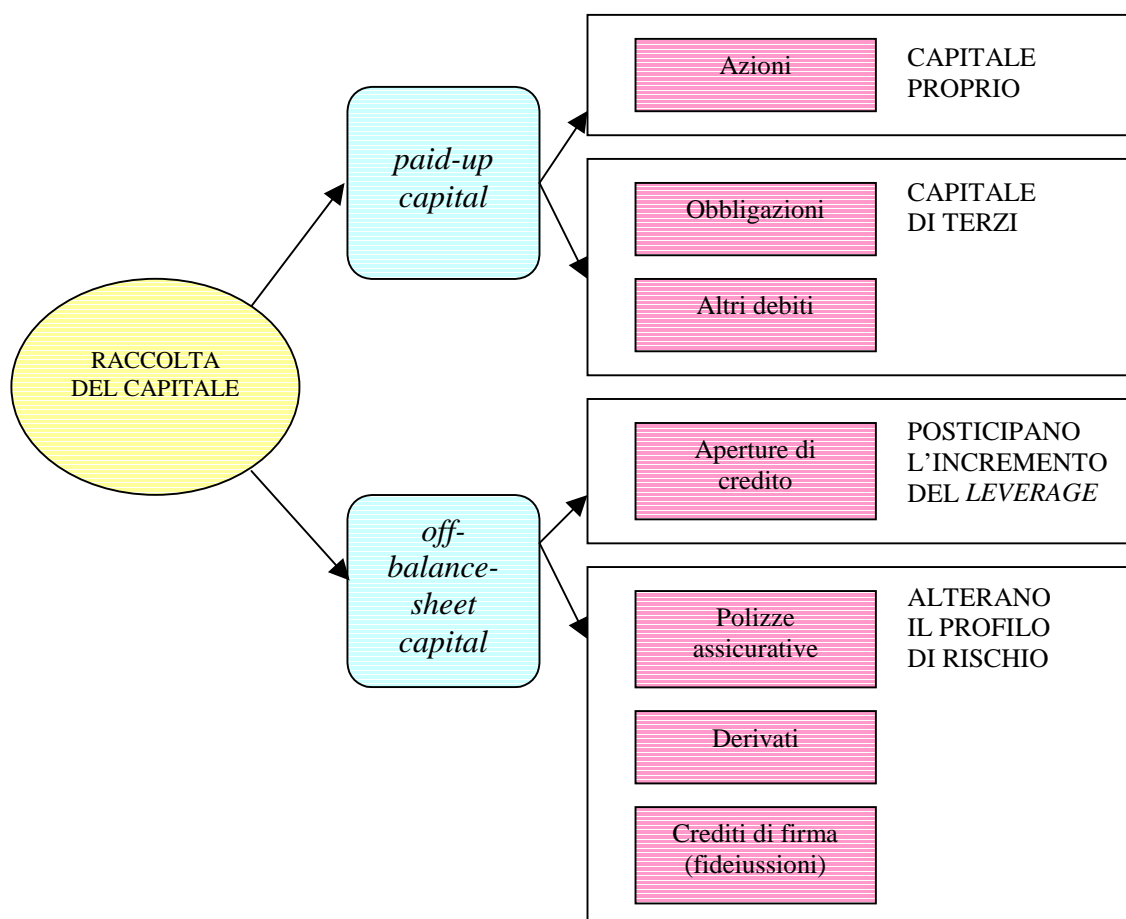 RACCOLTA
DEL CAPITALE
paid-up
capital
Azioni
CAPITALE
PROPRIO
Obbligazioni
Altri debiti
CAPITALE
DI TERZI
off-
balance-
sheet
capital
Aperture di
credito
POSTICIPANO
L'INCREMENTO
DEL LEVERAGE
Polizze
assicurative
Derivati
Crediti di firma
(fideiussioni)
ALTERANO
IL PROFILO
DI RISCHIO